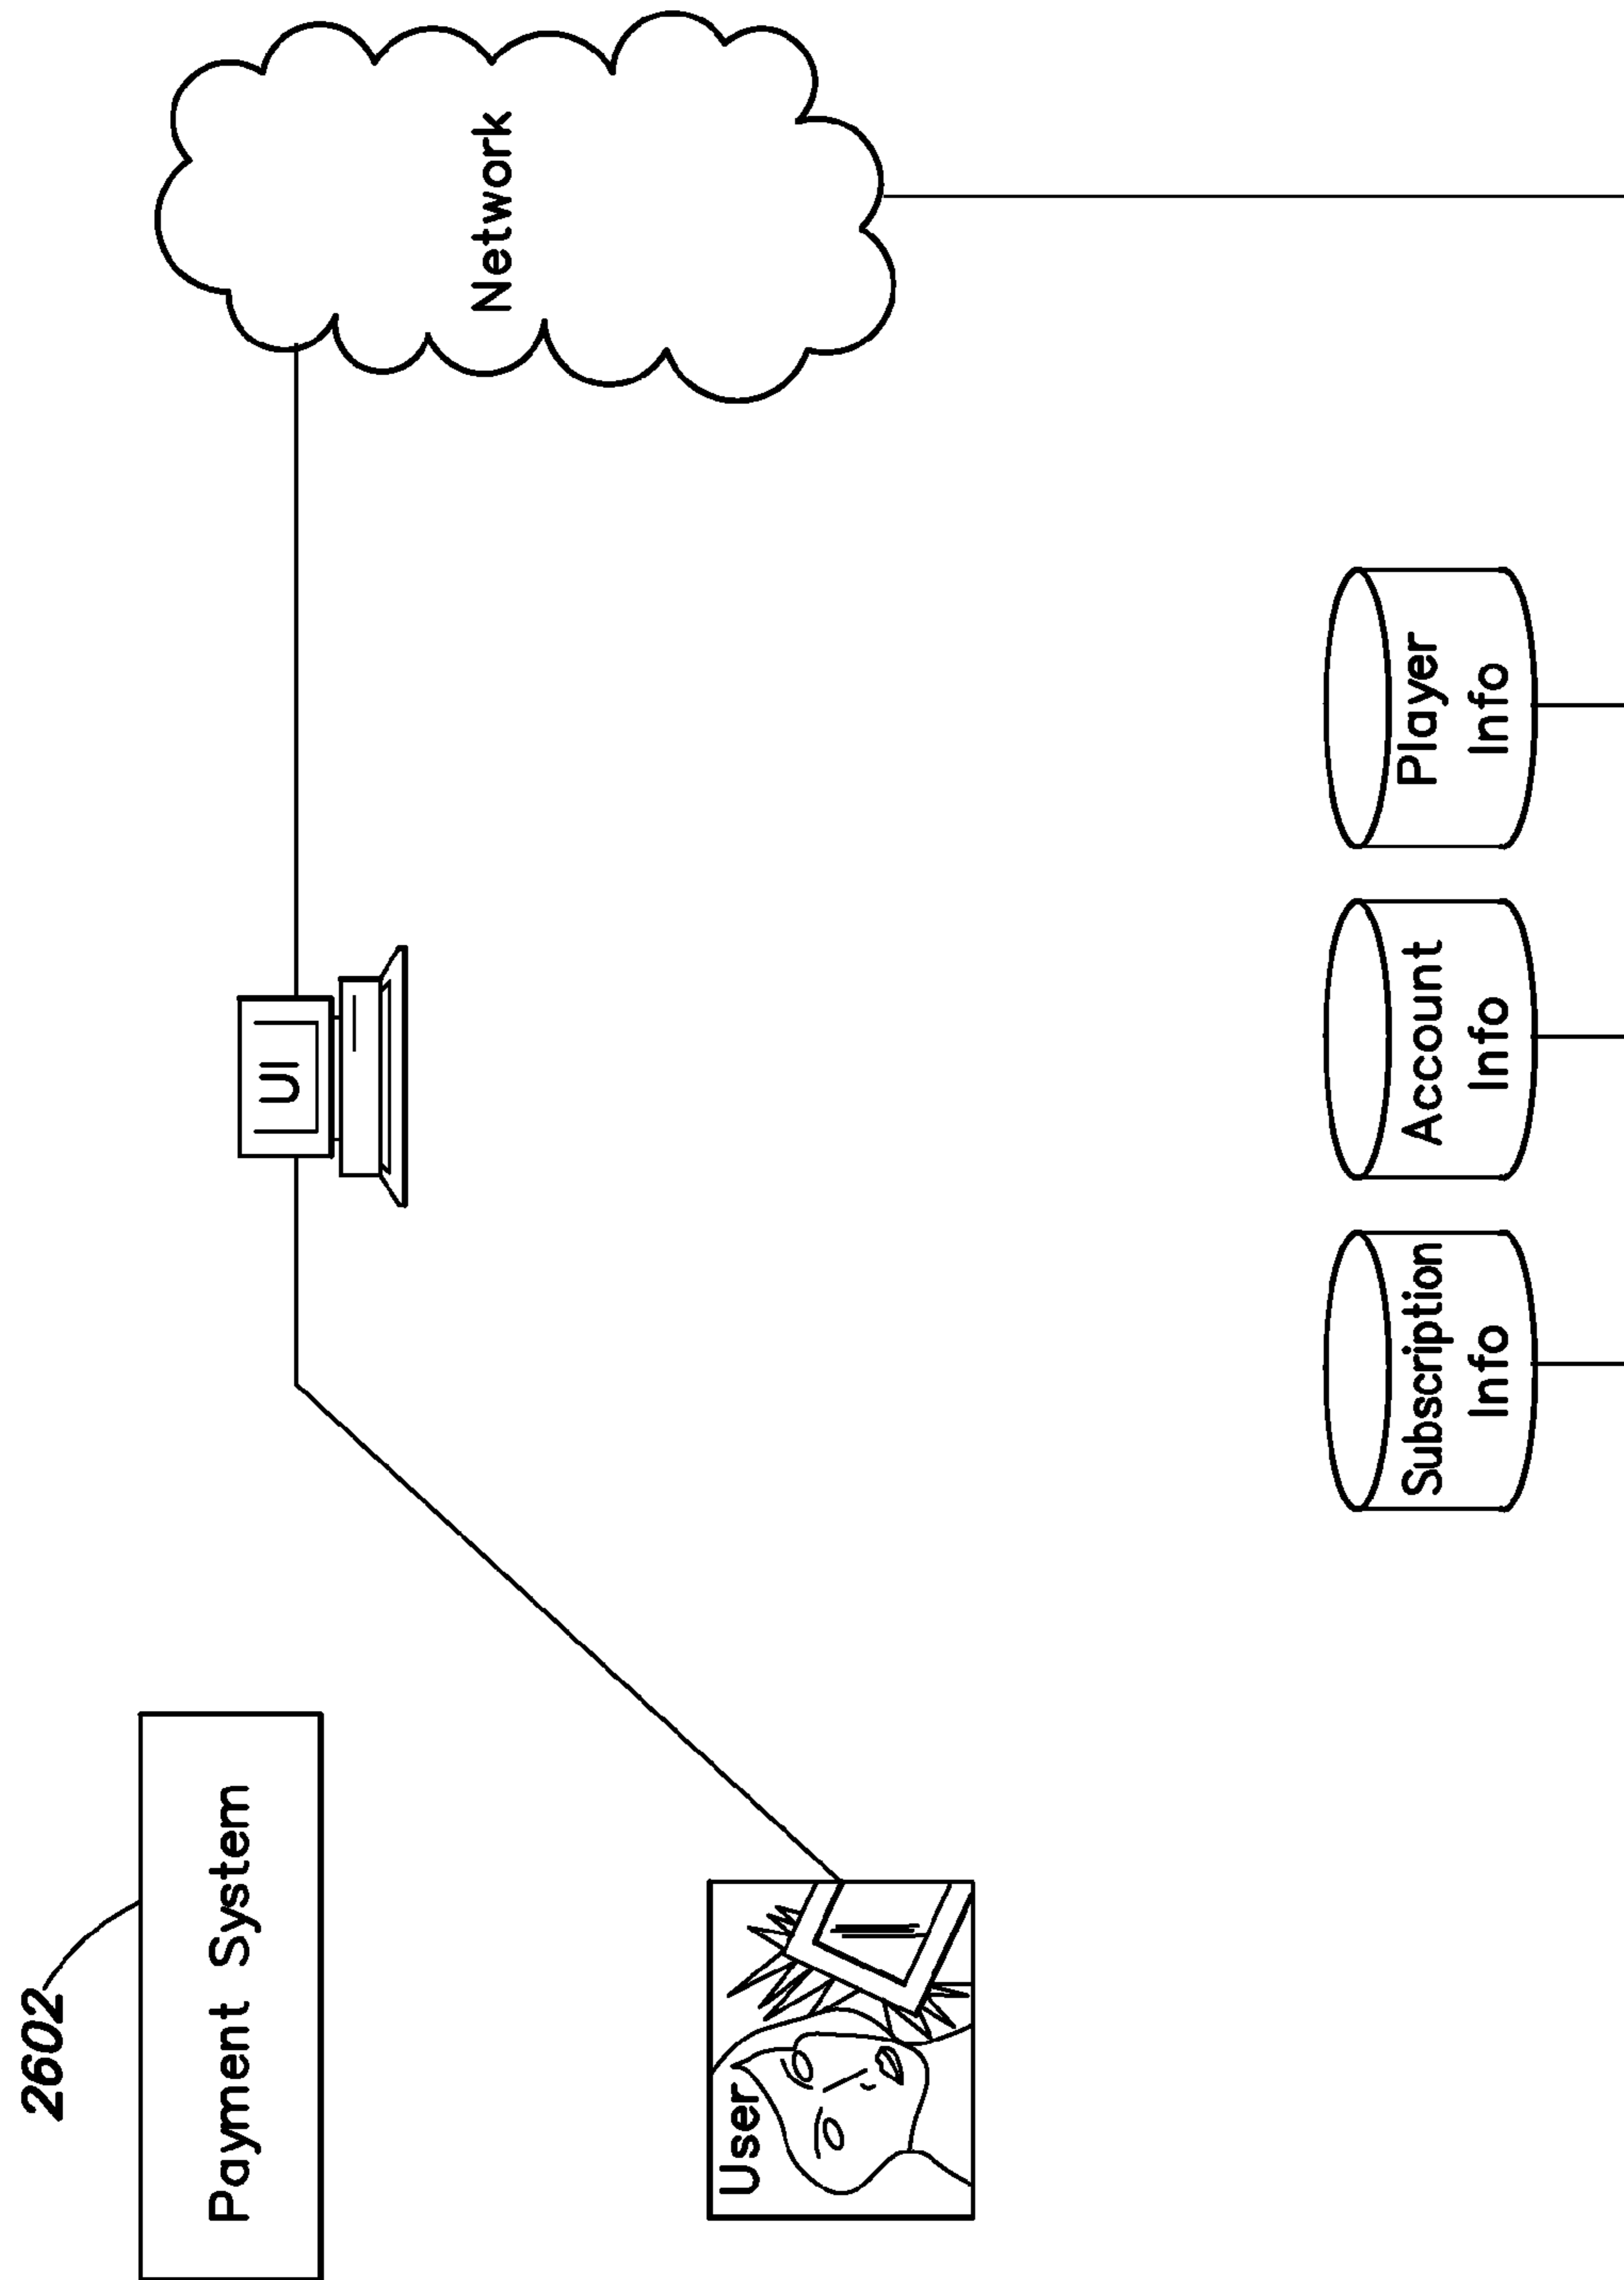 2602
Payment System
UI
Network
User
Subscription
Info
Account
Info
Player
Info